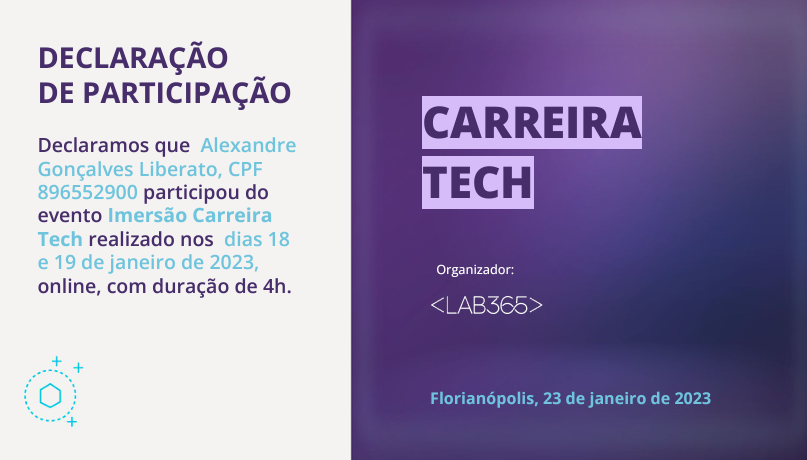 DECLARAÇÃO
DE PARTICIPAÇÃO
Declaramos que Alexandre
Gonçalves Liberato, CPF
896552900 participou do
evento Imersão Carreira
Tech realizado nos dias 18
e 19 de janeiro de 2023,
online, com duração de 4h.
CARREIRA
TECH
Organizador:
<LAB365>
Florianópolis, 23 de janeiro de 2023